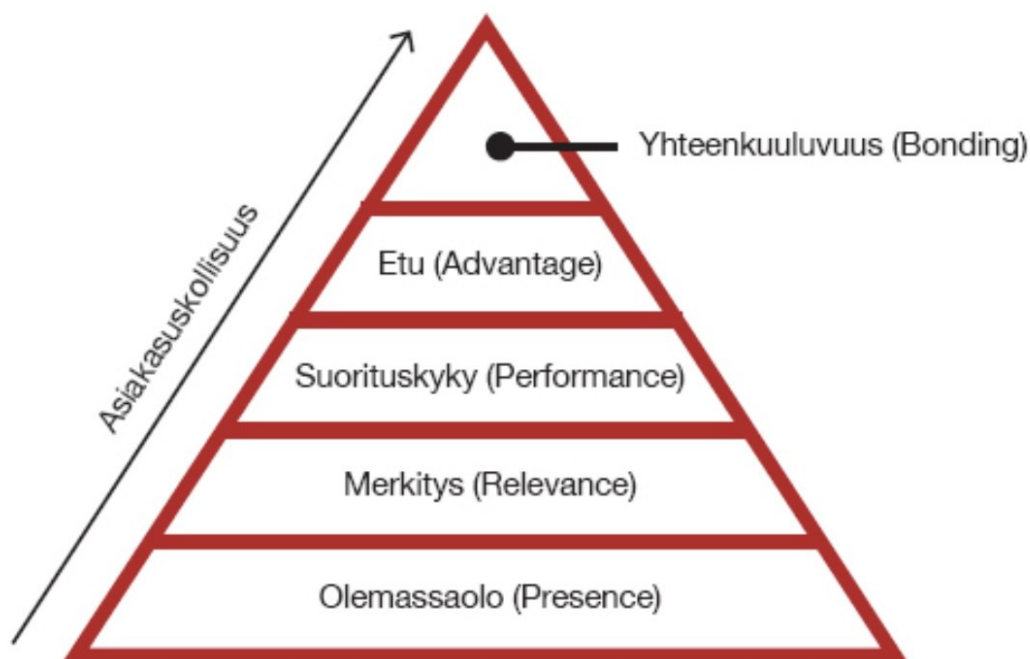 Yhteenkuuluvuus (Bonding)
Asiakasuskollisuus
Etu (Advantage)
Suorituskyky (Performance)
Merkitys (Relevance)
Olemassaolo (Presence)